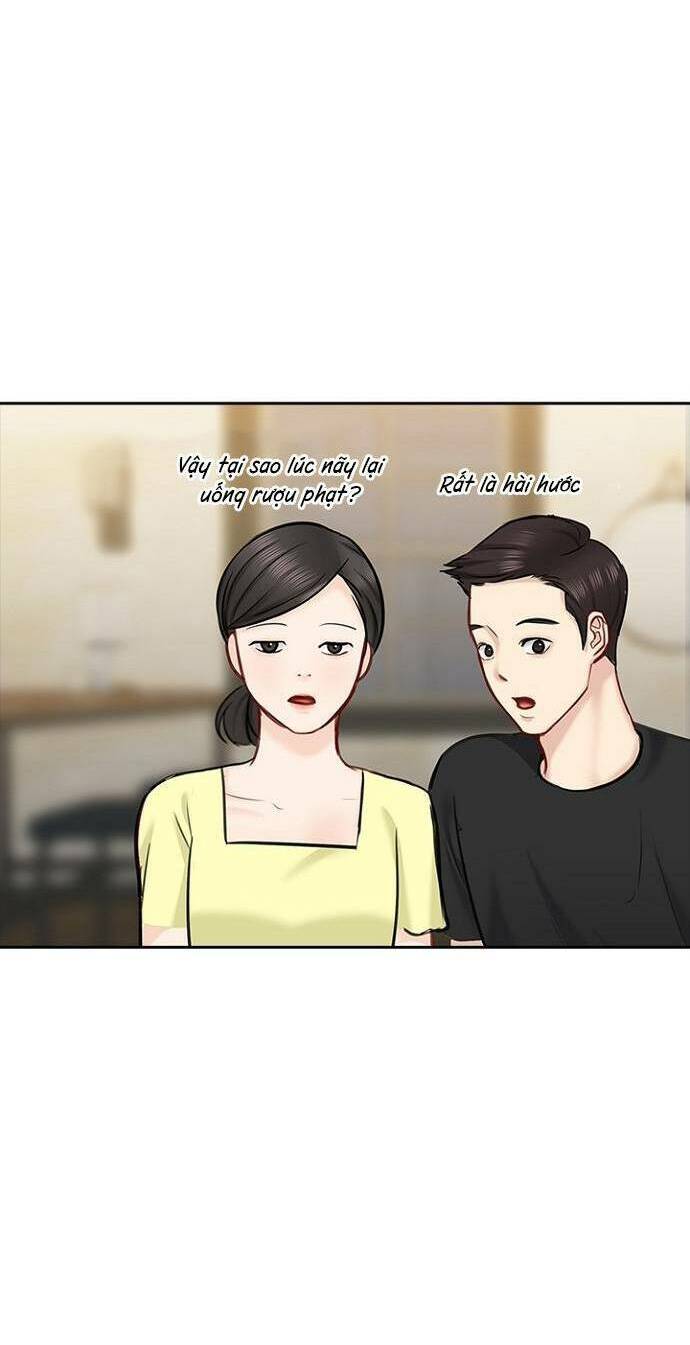 Vậy tại sao lúc nãy lại
uống rượu phạt?
Rất là hài hước